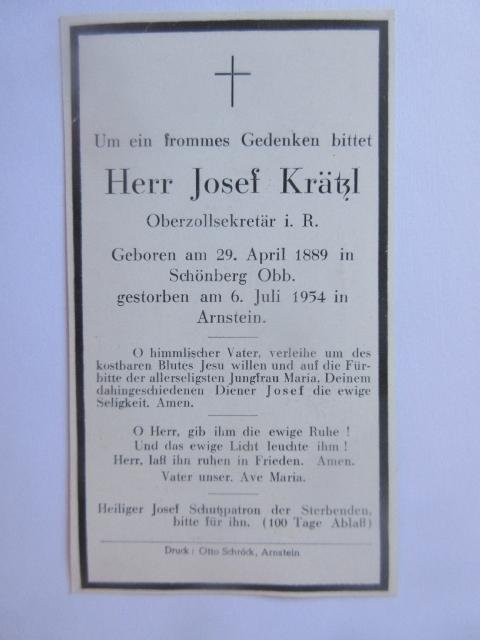 Um ein frommes Gedenken bittet
Herr Josef Krätzl
Oberzollsekretär i. R.
Geboren am 29. April 1889 in
Schönberg Obb.
gestorben am 6. Juli 1954 in
Arnstein.
O himmlischer Vater, verleihe um des
kostbaren Blutes Jesu willen und auf die Für-
bitte der allerseligsten Jungfrau Maria, Deinem
dahingeschiedenen Diener Josef die ewige
Seligkeit. Amen.
O Herr, gib ihm die ewige Ruhe !
Und das ewige Licht leuchte ihm !
Herr, laß ihn ruhen in Frieden. Amen.
Vater unser. Ave Maria.
Heiliger Josef Schutzpatron der Sterbenden,
bitte für ihn. (100 Tage Ablaß)
Druck: Otto Schröck, Arnstein